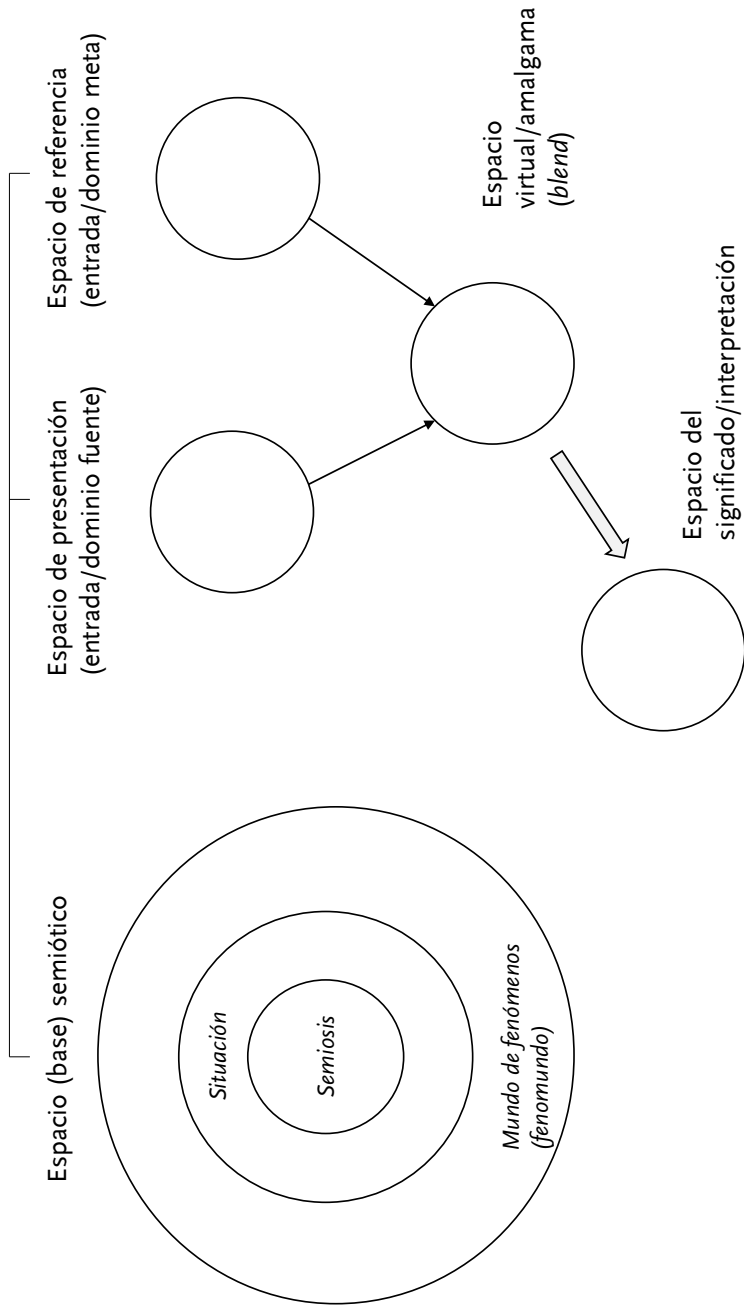 Espacio (base) semiótico
Situación
Semiosis
Mundo de fenómenos
(fenomundo)
Espacio de presentación
(entrada/dominio fuente)
Espacio de referencia
(entrada/dominio meta)
Espacio
virtual/amalgama
(blend)
Espacio del
significado/interpretación